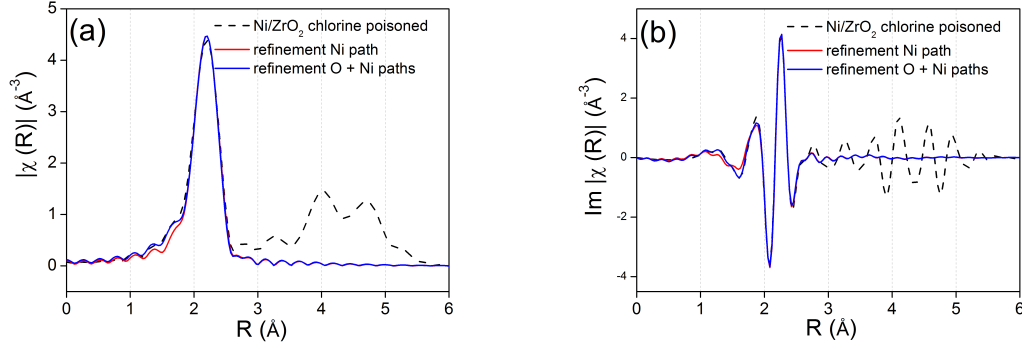 (a)
Ni/ZrO₂ chlorine poisoned
refinement Ni path
refinement O + Ni paths
|χ (R)| (Å⁻³)
5
4
3
2
1
0
0 1 2 3 4 5 6
R (Å)
(b)
Ni/ZrO₂ chlorine poisoned
refinement Ni path
refinement O + Ni paths
Im |χ (R)| (Å⁻³)
4
2
0
-2
-4
0 1 2 3 4 5 6
R (Å)